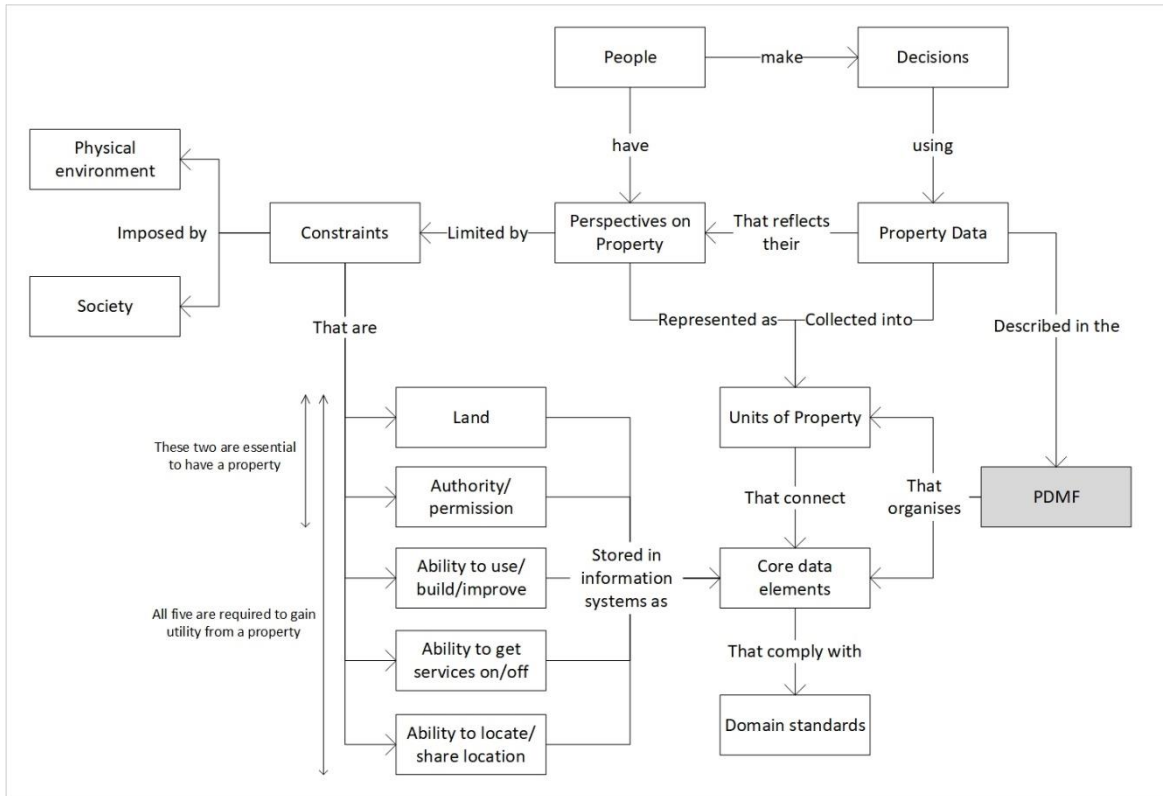 People
make
Decisions
have
using
Physical
environment
Imposed by
Society
Constraints
Limited by
Perspectives on
Property
That reflects
their
Property Data
That are
Represented as
Collected into
Described in the
These two are essential
to have a property
All five are required to gain
utility from a property
Land
Authority/
permission
Ability to use/
build/improve
Ability to get
services on/off
Ability to locate/
share location
Stored in
information
systems as
Units of Property
That connect
Core data
elements
That comply with
Domain standards
That
organises
PDMF